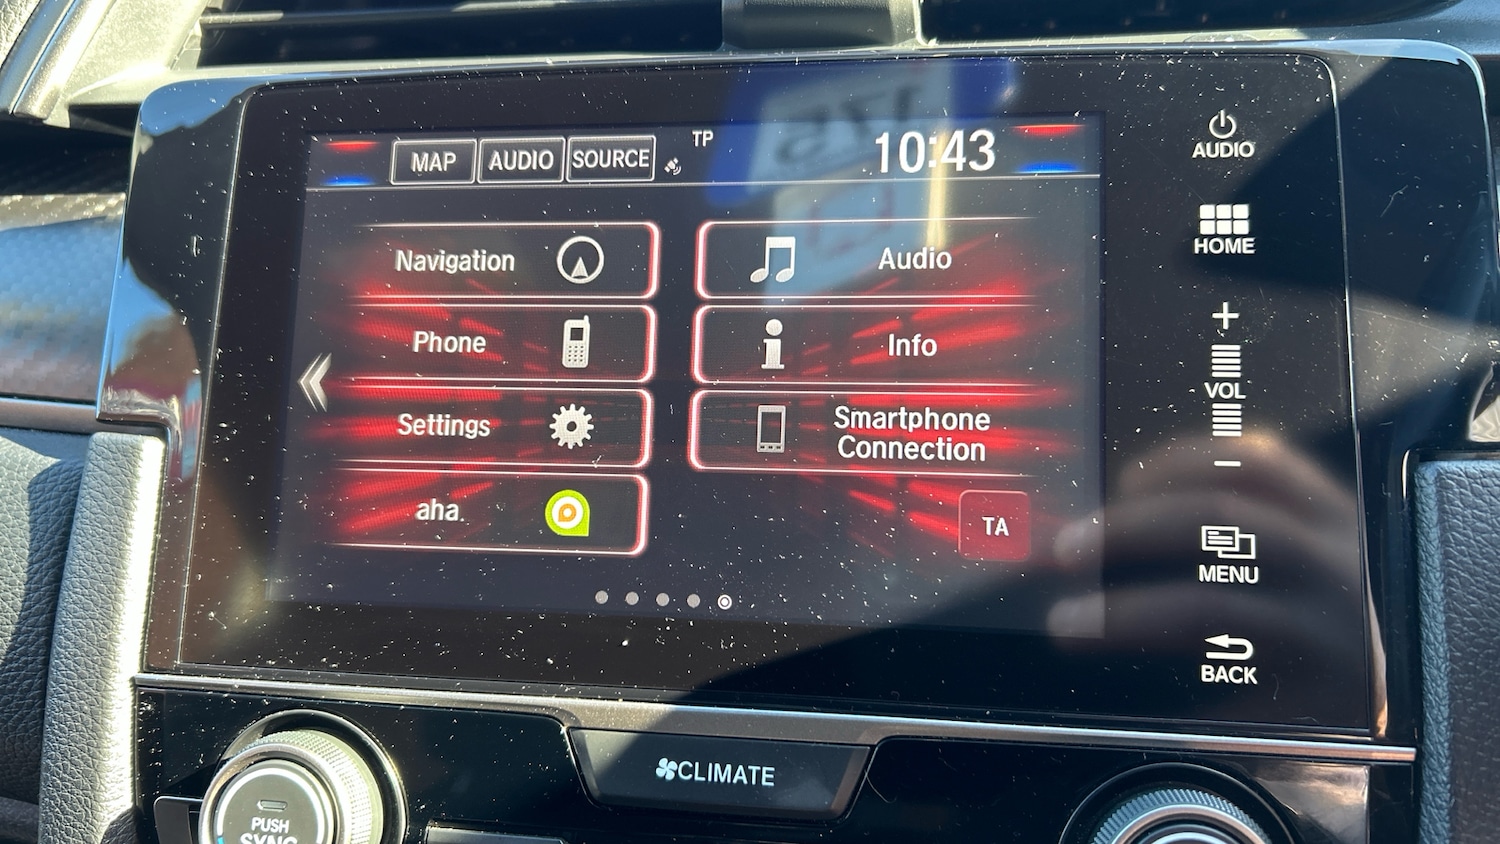 MAP AUDIO SOURCE TP 10:43
Navigation
Audio
Phone
Info
Settings
Smartphone
Connection
aha.
TA
AUDIO
HOME
+
VOL
−
MENU
BACK
CLIMATE
PUSH
SYNC